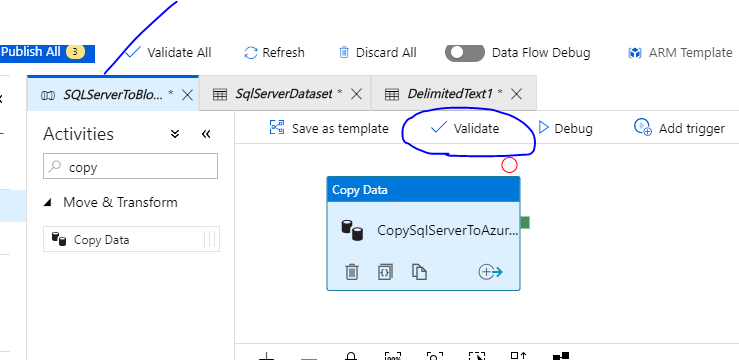 Publish All 3 Validate All Refresh Discard All Data Flow Debug ARM Template
SQLServerToBlo... * SqlServerDataset * DelimitedText1 *
Activities
Save as template Validate Debug Add trigger
copy
Copy Data
Move & Transform
CopySqlServerToAzur...
Copy Data